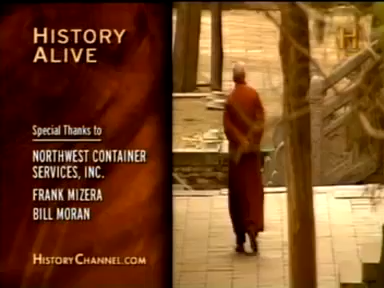 HISTORY
ALIVE
Special Thanks to
NORTHWEST CONTAINER
SERVICES, INC.
FRANK MIZERA
BILL MORAN
HISTORYCHANNEL.COM
H